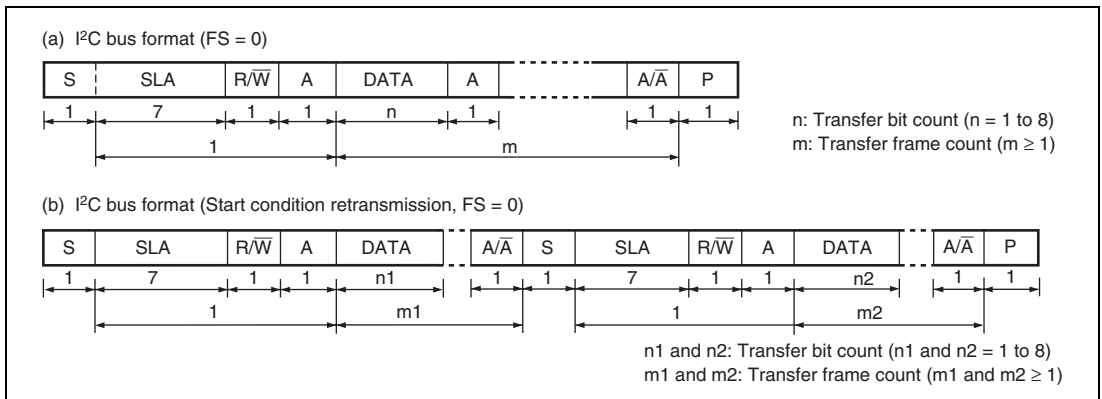 (a) I²C bus format (FS = 0)
S SLA R/W̅ A DATA A A/A̅ P
1 7 1 1 n 1 1 1
1 m
n: Transfer bit count (n = 1 to 8)
m: Transfer frame count (m ≥ 1)
(b) I²C bus format (Start condition retransmission, FS = 0)
S SLA R/W̅ A DATA A/A̅ S SLA R/W̅ A DATA A/A̅ P
1 7 1 1 n1 1 1 7 1 1 n2 1 1
1 m1 1 m2
n1 and n2: Transfer bit count (n1 and n2 = 1 to 8)
m1 and m2: Transfer frame count (m1 and m2 ≥ 1)